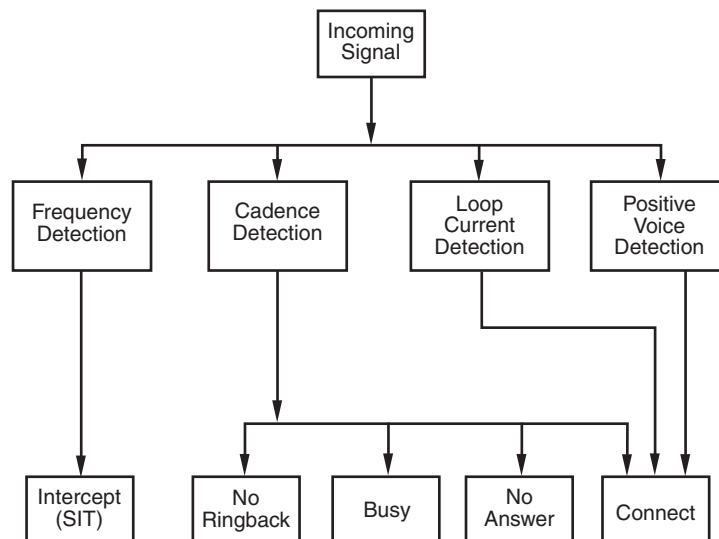 Incoming
Signal
Frequency
Detection
Cadence
Detection
Loop
Current
Detection
Positive
Voice
Detection
Intercept
(SIT)
No
Ringback
Busy
No
Answer
Connect